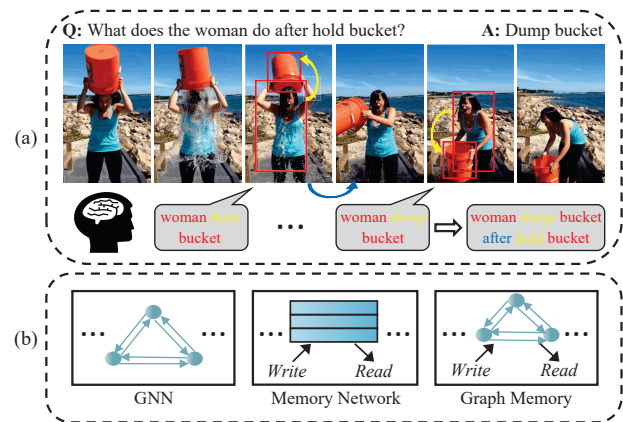 Q: What does the woman do after hold bucket? A: Dump bucket
(a)
woman hold
bucket
...
woman dump
bucket
woman dump bucket
after hold bucket
(b)
... ...
Write Read
... ...
Write Read
... ...
GNN Memory Network Graph Memory